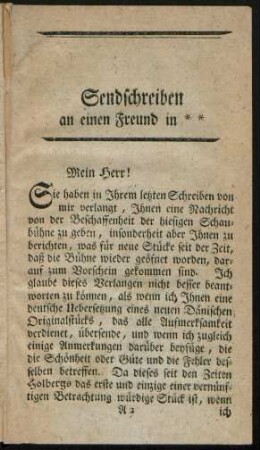 Sendschreiben
an einen Freund in * *
Mein Herr!
Sie haben in Ihrem letzten Schreiben von
mir verlangt, Ihnen eine Nachricht
von der Beschaffenheit der hiesigen Schau-
bühne zu geben, insonderheit aber Ihnen zu
berichten, was für neue Stücke seit der Zeit,
daß die Bühne wieder geöfnet worden, dar-
auf zum Vorschein gekommen sind. Ich
glaube dieses Verlangen nicht besser beant-
worten zu können, als wenn ich Ihnen eine
deutsche Uebersetzung eines neuen Dänischen
Originalstücks, das alle Aufmerksamkeit
verdienet, übersende, und wenn ich zugleich
einige Anmerkungen darüber beyfüge, die
die Schönheit oder Güte und die Fehler des-
selben betreffen. Da dieses seit den Zeiten
Holbergs das erste und einzige einer vernünf-
tigen Betrachtung würdige Stück ist, wenn
A 2 ich